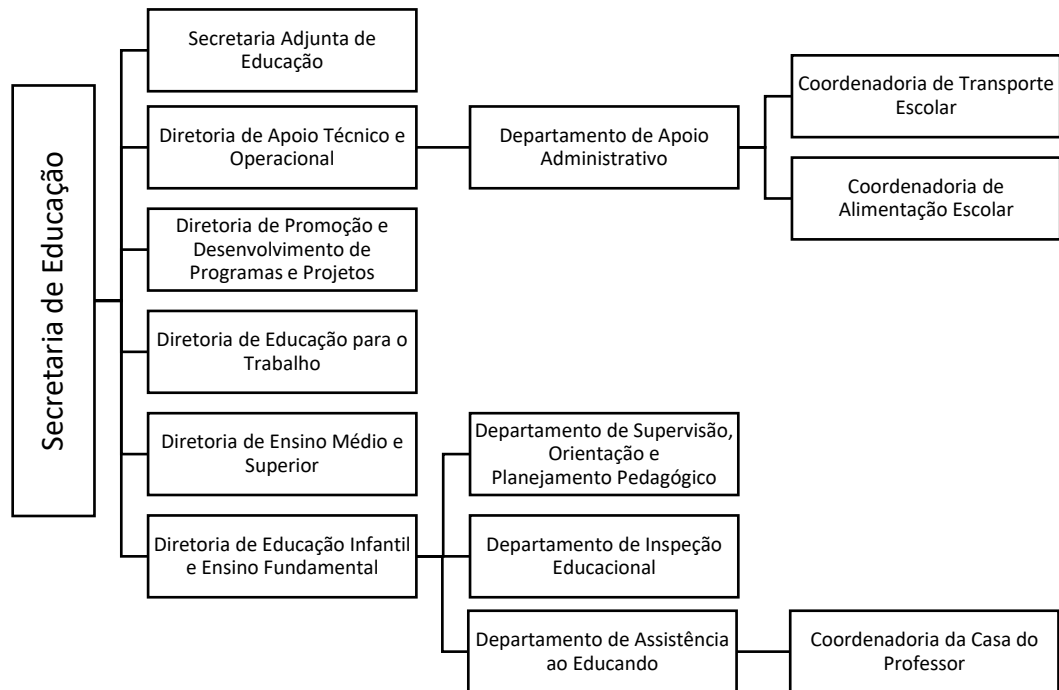 Secretaria de Educação
Secretaria Adjunta de
Educação
Diretoria de Apoio Técnico e
Operacional
Departamento de Apoio
Administrativo
Coordenadoria de Transporte
Escolar
Coordenadoria de
Alimentação Escolar
Diretoria de Promoção e
Desenvolvimento de
Programas e Projetos
Diretoria de Educação para o
Trabalho
Diretoria de Ensino Médio e
Superior
Diretoria de Educação Infantil
e Ensino Fundamental
Departamento de Supervisão,
Orientação e
Planejamento Pedagógico
Departamento de Inspeção
Educacional
Departamento de Assistência
ao Educando
Coordenadoria da Casa do
Professor